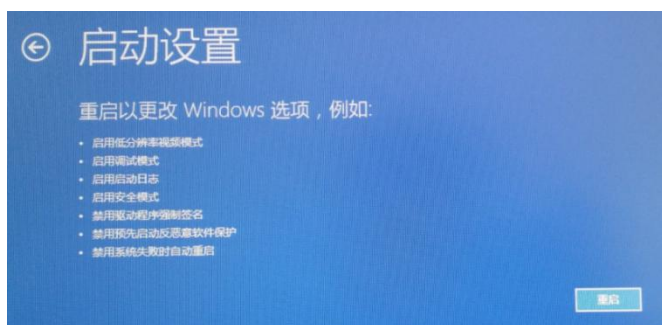 启动设置
重启以更改 Windows 选项，例如:
• 启用低分辨率视频模式
• 启用调试模式
• 启用启动日志
• 启用安全模式
• 禁用驱动程序强制签名
• 禁用预先启动反恶意软件保护
• 禁用系统失败时自动重启
重启